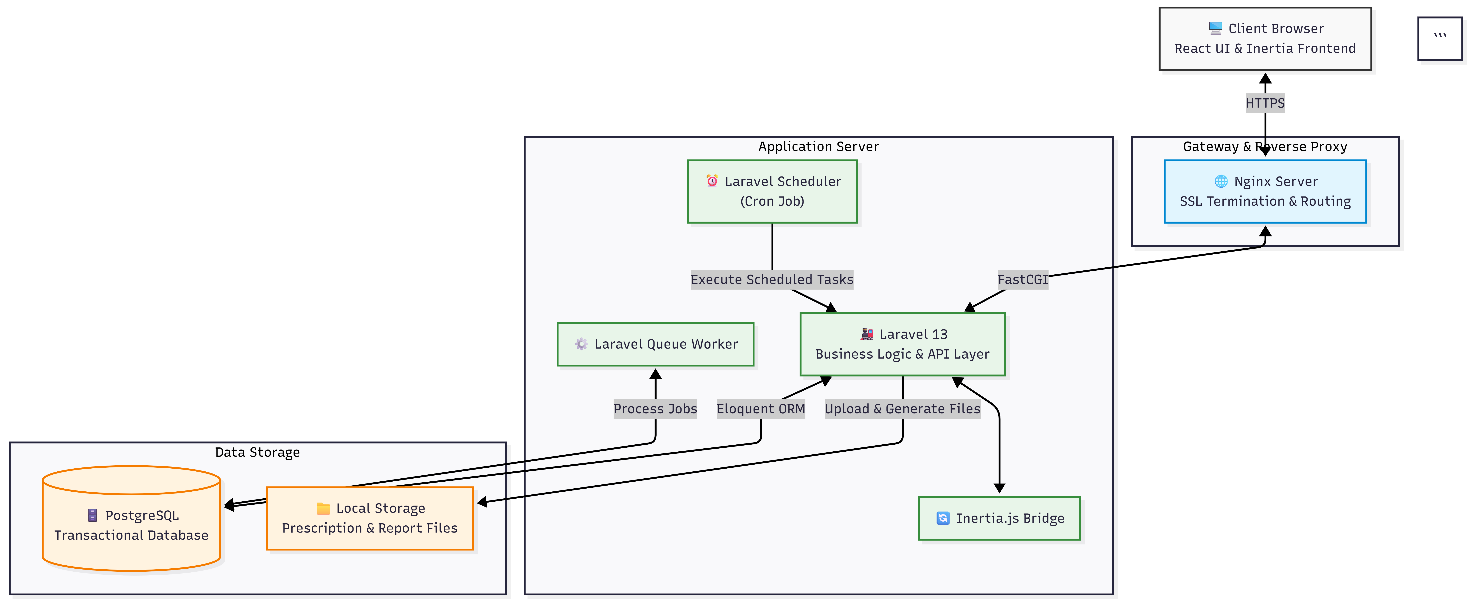 Client Browser
React UI & Inertia Frontend
```
HTTPS
Application Server
Gateway & Reverse Proxy
Laravel Scheduler
(Cron Job)
Nginx Server
SSL Termination & Routing
Execute Scheduled Tasks
FastCGI
Laravel Queue Worker
Laravel 13
Business Logic & API Layer
Process Jobs
Eloquent ORM
Upload & Generate Files
Data Storage
PostgreSQL
Transactional Database
Local Storage
Prescription & Report Files
Inertia.js Bridge